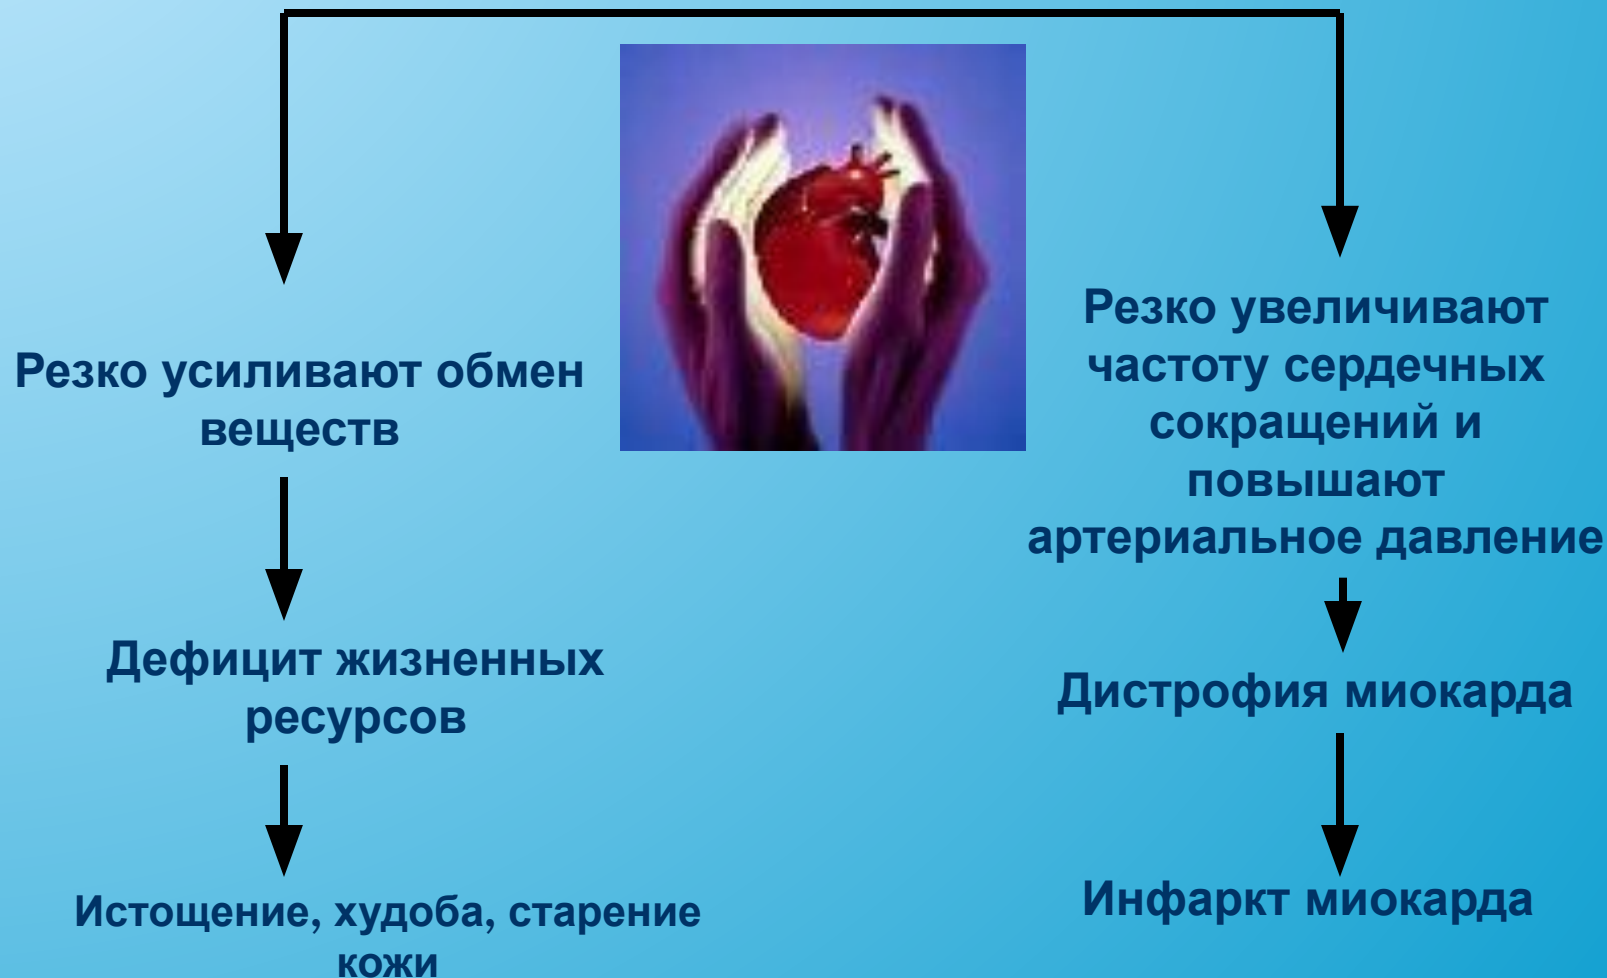 Резко усиливают обмен
веществ
Дефицит жизненных
ресурсов
Истощение, худоба, старение
кожи
Резко увеличивают
частоту сердечных
сокращений и
повышают
артериальное давление
Дистрофия миокарда
Инфаркт миокарда